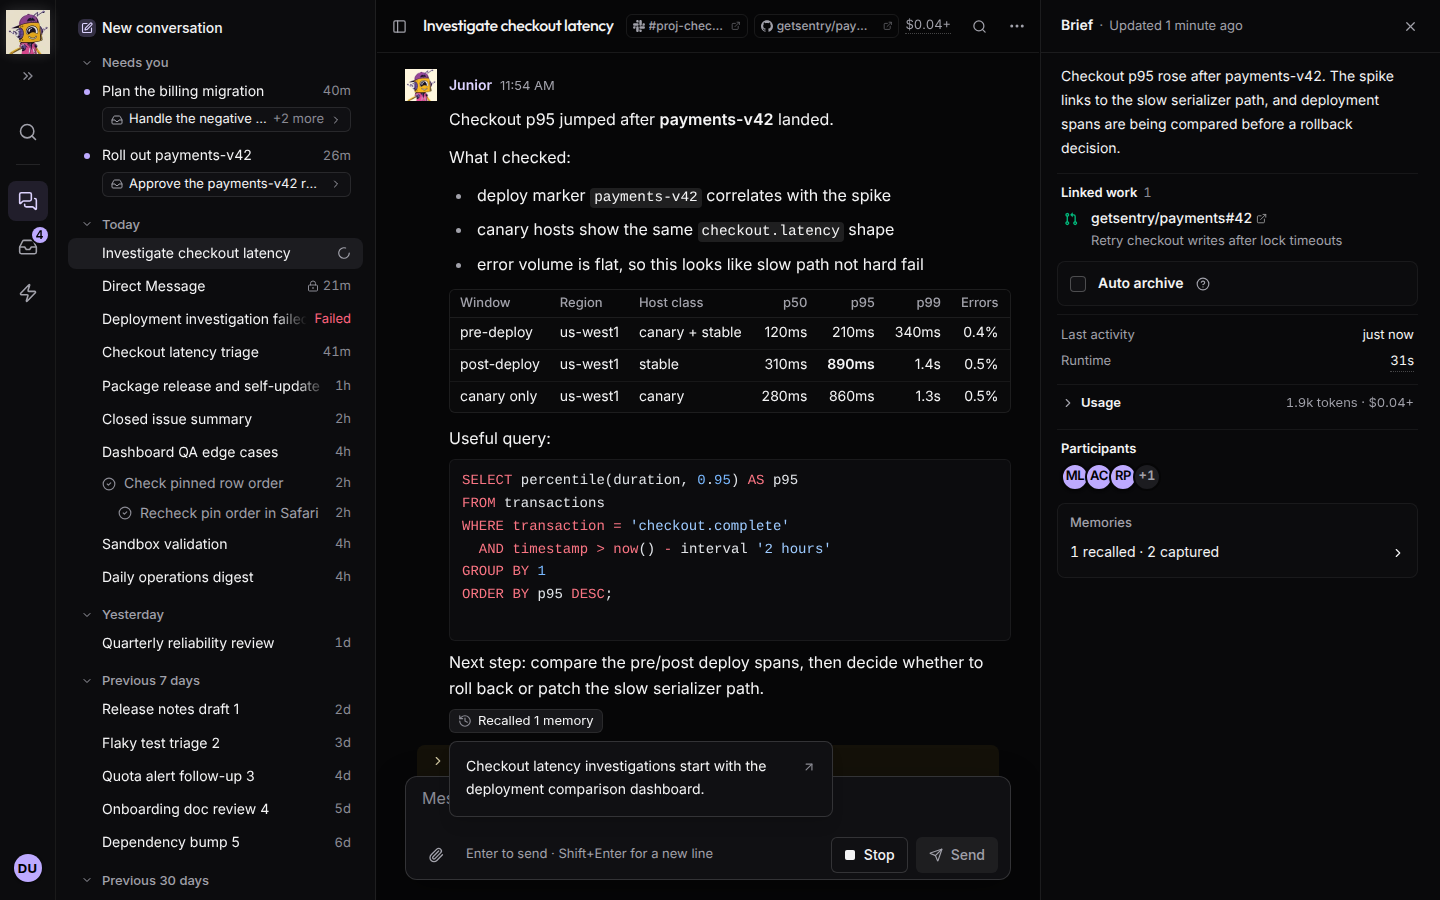 New conversation
Needs you
Plan the billing migration 40m
Handle the negative ... +2 more
Roll out payments-v42 26m
Approve the payments-v42 r...
Today
Investigate checkout latency
Direct Message 21m
Deployment investigation failed Failed
Checkout latency triage 41m
Package release and self-update 1h
Closed issue summary 2h
Dashboard QA edge cases 4h
Check pinned row order 2h
Recheck pin order in Safari 2h
Sandbox validation 4h
Daily operations digest 4h
Yesterday
Quarterly reliability review 1d
Previous 7 days
Release notes draft 1 2d
Flaky test triage 2 3d
Quota alert follow-up 3 4d
Onboarding doc review 4 5d
Dependency bump 5 6d
Previous 30 days
4
DU
Investigate checkout latency #proj-chec... getsentry/pay... $0.04+
Junior 11:54 AM
Checkout p95 jumped after payments-v42 landed.
What I checked:
deploy marker payments-v42 correlates with the spike
canary hosts show the same checkout.latency shape
error volume is flat, so this looks like slow path not hard fail
Window Region Host class p50 p95 p99 Errors
pre-deploy us-west1 canary + stable 120ms 210ms 340ms 0.4%
post-deploy us-west1 stable 310ms 890ms 1.4s 0.5%
canary only us-west1 canary 280ms 860ms 1.3s 0.5%
Useful query:
SELECT percentile(duration, 0.95) AS p95
FROM transactions
WHERE transaction = 'checkout.complete'
AND timestamp > now() - interval '2 hours'
GROUP BY 1
ORDER BY p95 DESC;
Next step: compare the pre/post deploy spans, then decide whether to
roll back or patch the slow serializer path.
Recalled 1 memory
Checkout latency investigations start with the
deployment comparison dashboard.
Mes
Enter to send · Shift+Enter for a new line Stop Send
Brief · Updated 1 minute ago
Checkout p95 rose after payments-v42. The spike
links to the slow serializer path, and deployment
spans are being compared before a rollback
decision.
Linked work 1
getsentry/payments#42
Retry checkout writes after lock timeouts
Auto archive
Last activity just now
Runtime 31s
Usage 1.9k tokens · $0.04+
Participants
ML AC RP +1
Memories
1 recalled · 2 captured